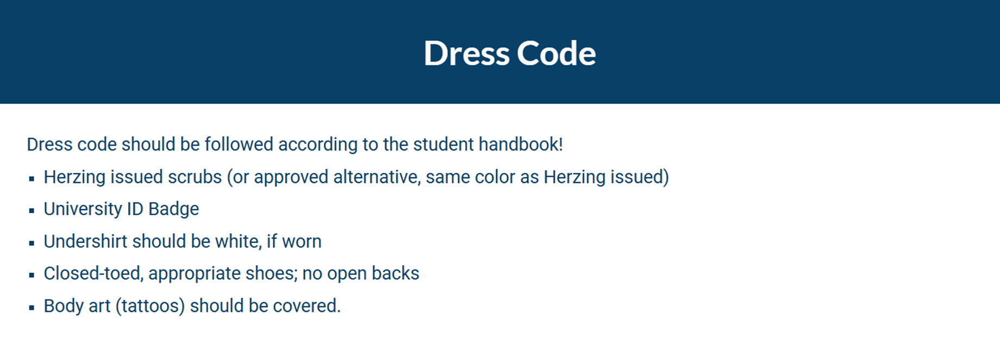 Dress Code
Dress code should be followed according to the student handbook!
▪ Herzing issued scrubs (or approved alternative, same color as Herzing issued)
▪ University ID Badge
▪ Undershirt should be white, if worn
▪ Closed-toed, appropriate shoes; no open backs
▪ Body art (tattoos) should be covered.